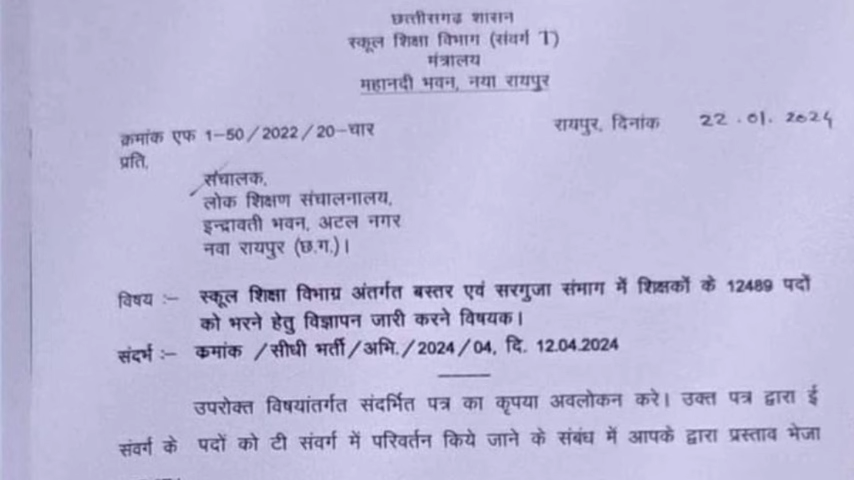 छत्तीसगढ शासन
स्कूल शिक्षा विभाग (संवर्ग T)
मंत्रालय
महानदी भवन, नया रायपुर
क्रमांक एफ 1-50/2022/20-चार रायपुर, दिनांक 22.01.2024
प्रति,
संचालक,
लोक शिक्षण संचालनालय,
इन्द्रावती भवन, अटल नगर
नवा रायपुर (छ.ग.)।
विषय :- स्कूल शिक्षा विभाग्र अंतर्गत बस्तर एवं सरगुजा संभाग में शिक्षकों के 12489 पदों
को भरने हेतु विज्ञापन जारी करने विषयक।
संदर्भ :- कमांक /सीधी भर्ती/अभि./2024/04, दि. 12.04.2024
उपरोक्त विषयांतर्गत संदर्भित पत्र का कृपया अवलोकन करे। उक्त पत्र द्वारा ई
संवर्ग के पदों को टी संवर्ग में परिवर्तन किये जाने के संबंध में आपके द्वारा प्रस्ताव भेजा